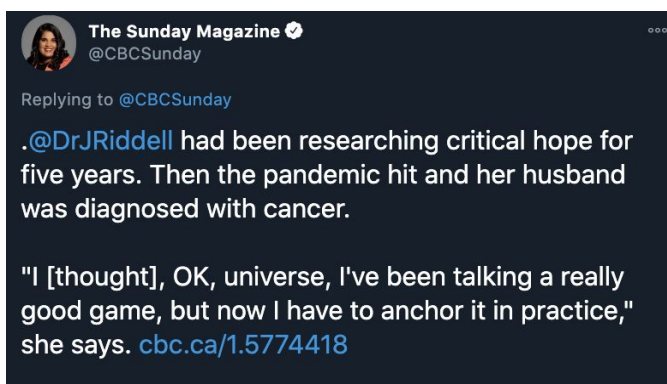 The Sunday Magazine
@CBCSunday
Replying to @CBCSunday
.@DrJRiddell had been researching critical hope for
five years. Then the pandemic hit and her husband
was diagnosed with cancer.
"I [thought], OK, universe, I've been talking a really
good game, but now I have to anchor it in practice,"
she says. cbc.ca/1.5774418